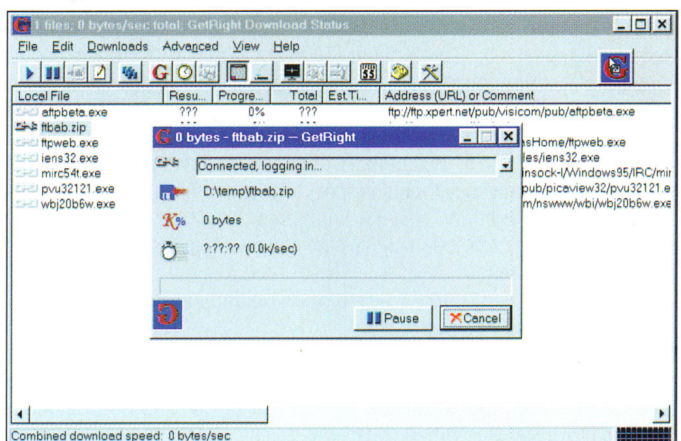 1 files; 0 bytes/sec total; GetRight Download Status
File Edit Downloads Advanced View Help
Local File Resu... Progre... Total Est.Ti... Address (URL) or Comment
aftpbeta.exe ??? 0% ??? ftp://ftp.xpert.net/pub/visicom/pub/aftpbeta.exe
ftbab.zip
ftpweb.exe asHome/ftpweb.exe
iens32.exe les/iens32.exe
mirc54t.exe insock-l/Windows95/IRC/mir
pvu32121.exe pub/picaview32/pvu32121.e
wbj20b6w.exe m/nswww/wbi/wbj20b6w.exe
0 bytes - ftbab.zip -- GetRight
Connected, logging in...
D:\temp\ftbab.zip
0 bytes
?:??:?? (0.0k/sec)
Pause Cancel
Combined download speed: 0 bytes/sec